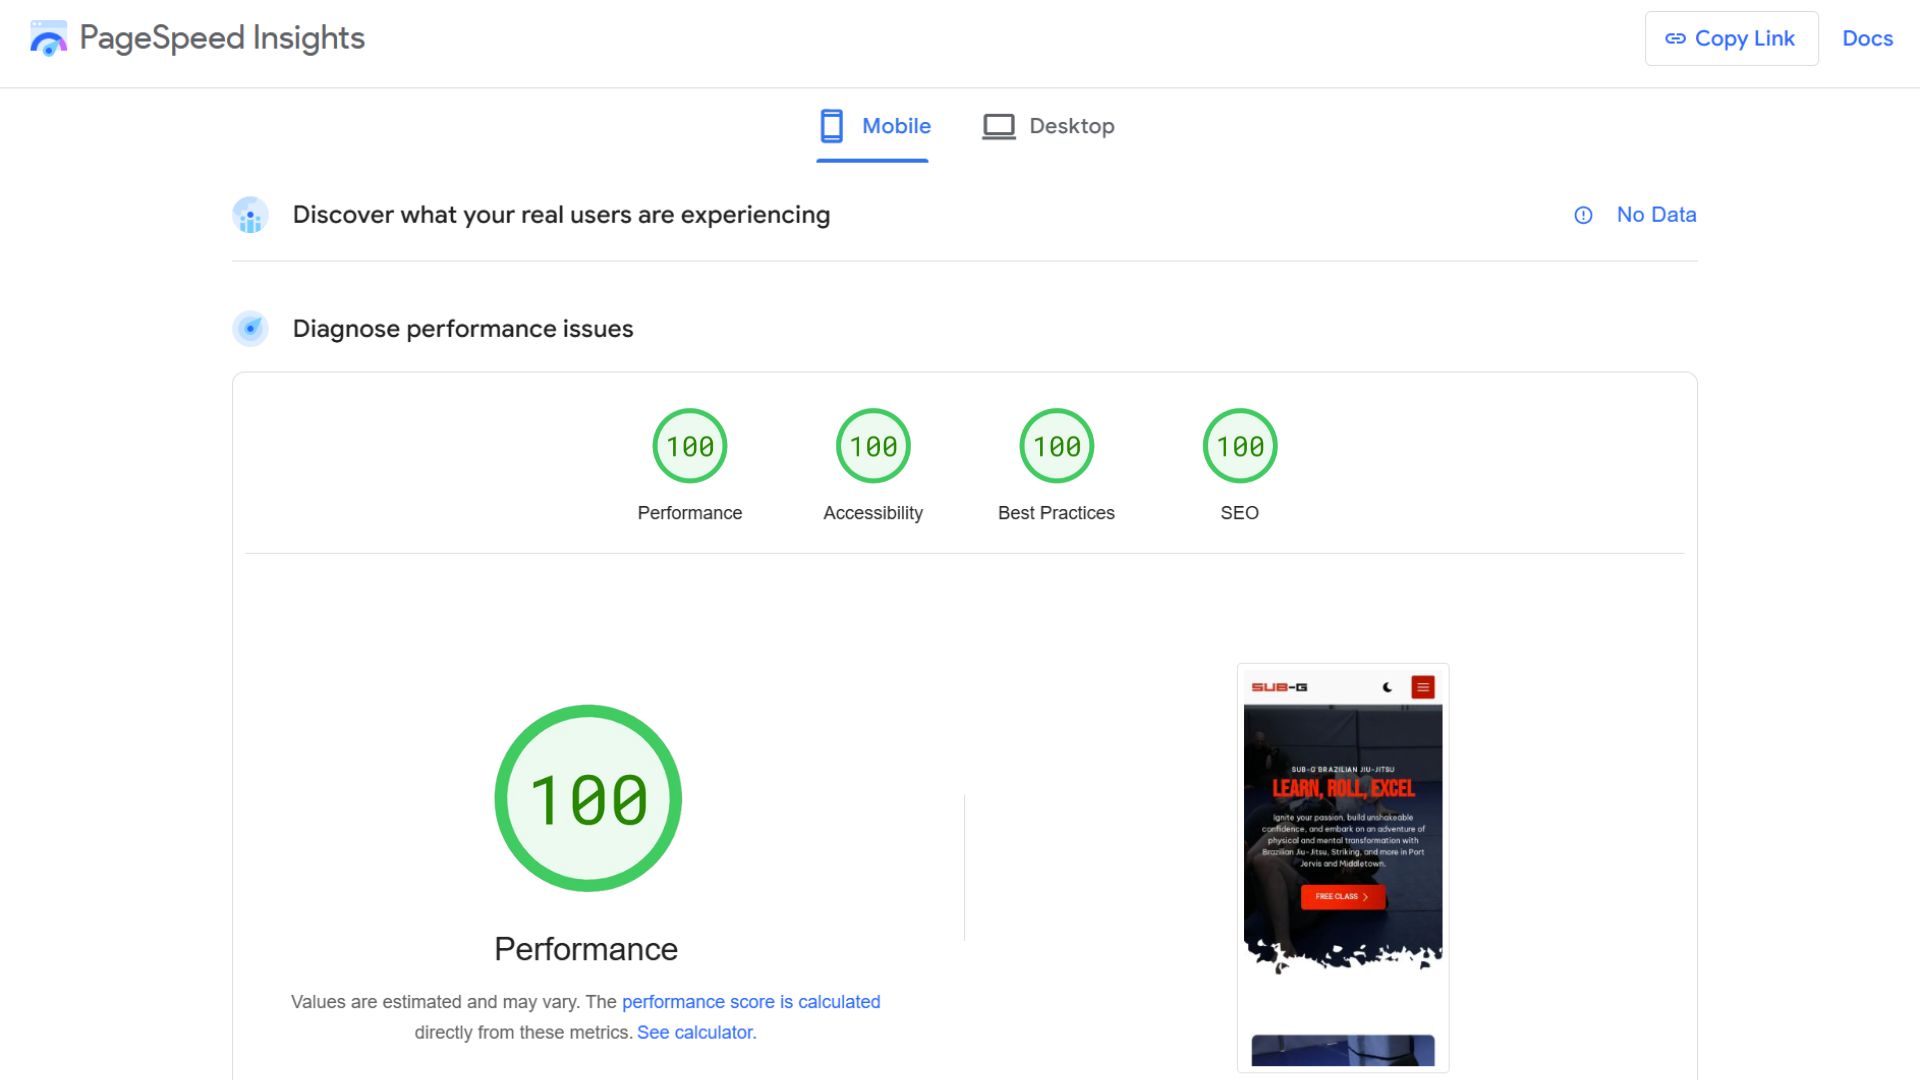 PageSpeed Insights
Copy Link
Docs
Mobile
Desktop
Discover what your real users are experiencing
No Data
Diagnose performance issues
100
100
100
100
Performance
Accessibility
Best Practices
SEO
100
Performance
Values are estimated and may vary. The performance score is calculated
directly from these metrics. See calculator.
SUB-G
SUB-G BRAZILIAN JIU-JITSU
LEARN, ROLL, EXCEL
Ignite your passion, build unshakeable
confidence, and embark on an adventure of
physical and mental transformation with
Brazilian Jiu-Jitsu, Striking, and more in Port
Jervis and Middletown.
FREE CLASS